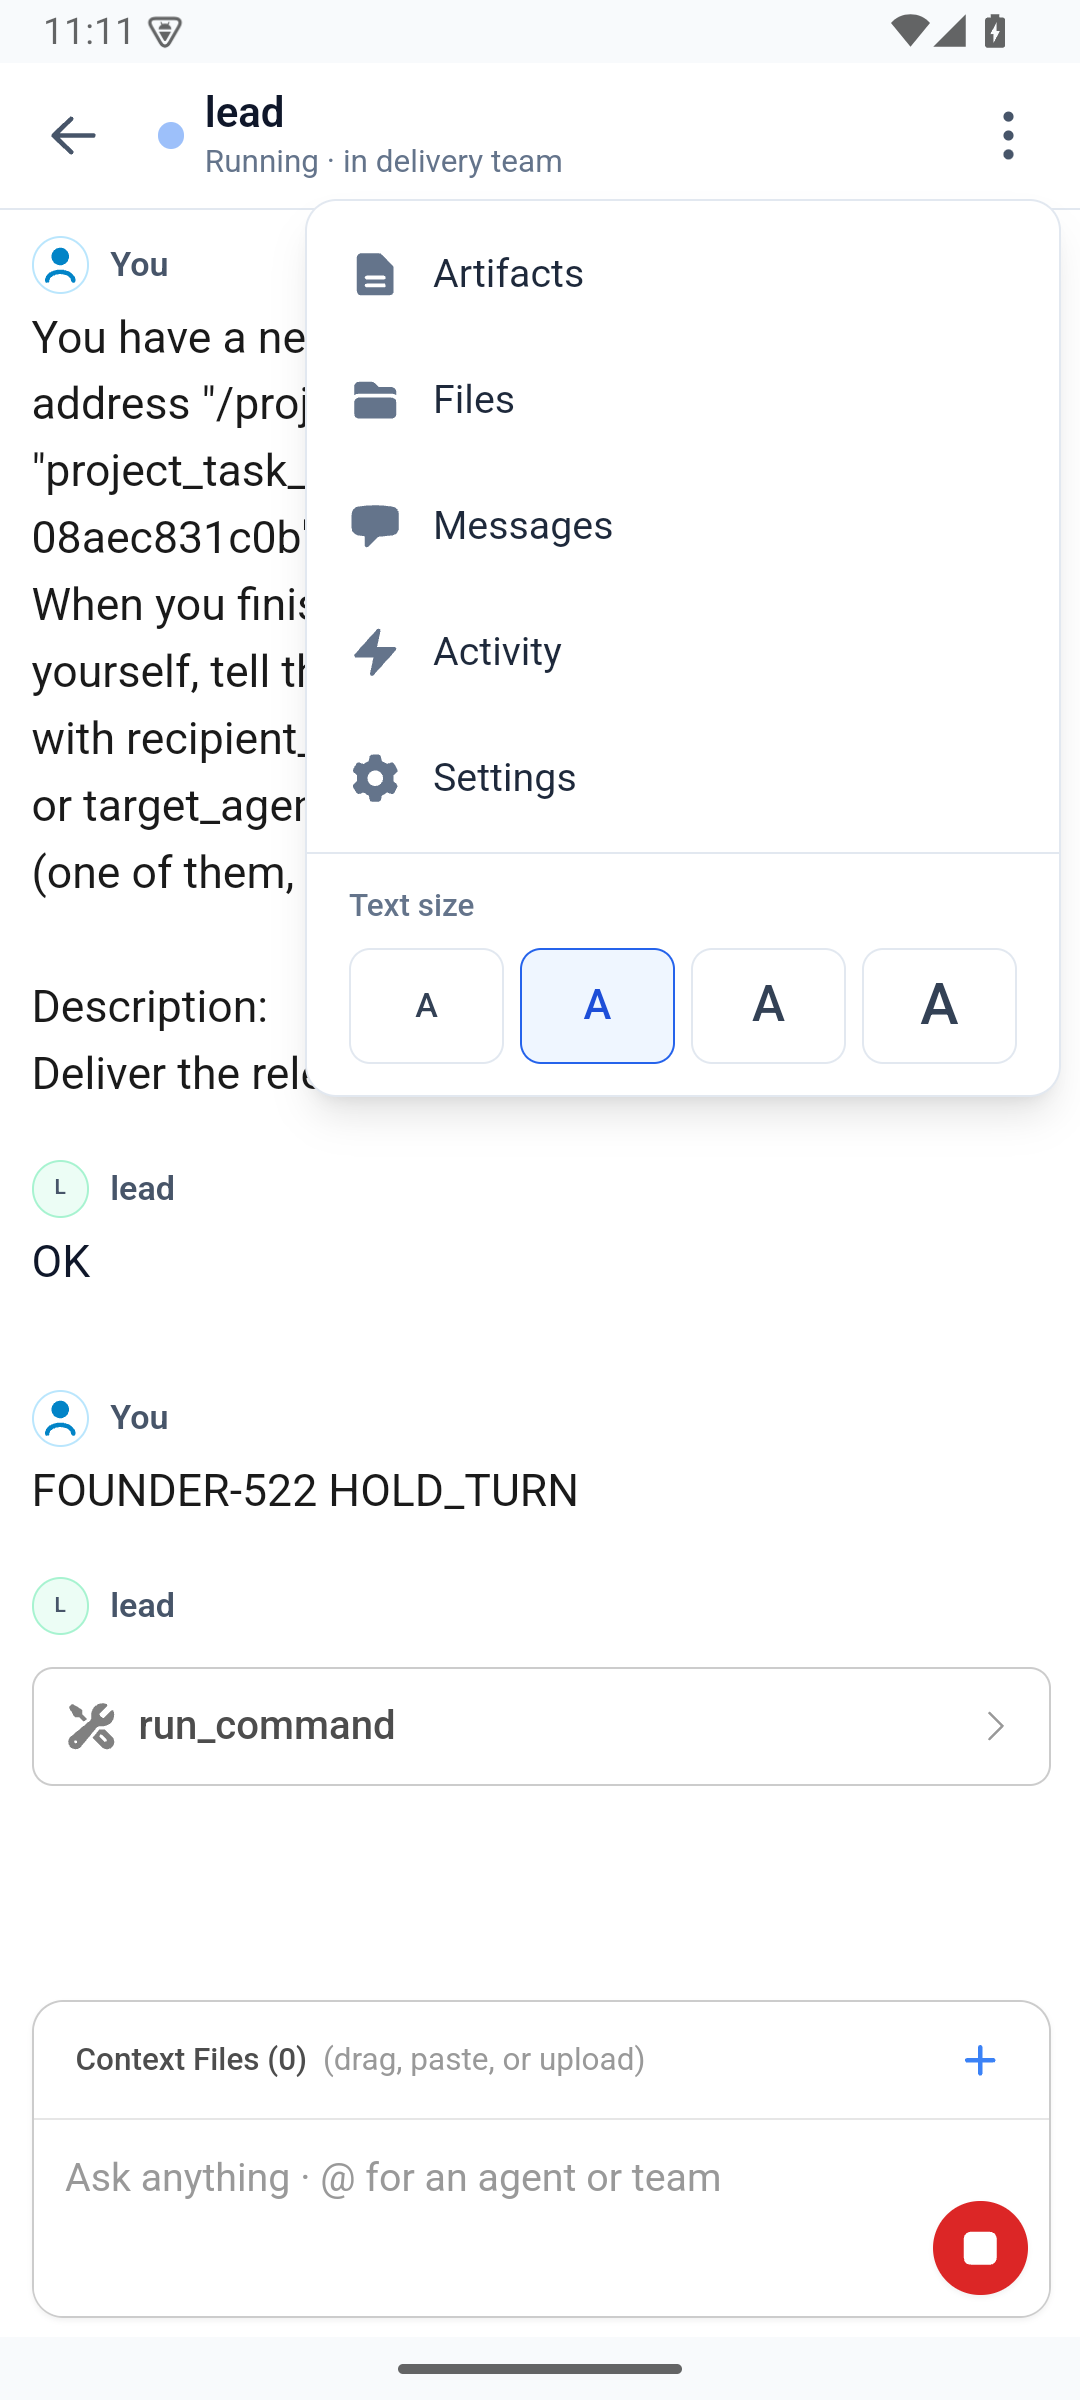 11:11
lead
Running · in delivery team
You
Artifacts
Files
Messages
Activity
Settings
Text size
A A A A
You have a ne
address "/proj
"project_task_
08aec831c0b"
When you finis
yourself, tell th
with recipient_
or target_agen
(one of them,
Description:
Deliver the rele
L lead
OK
You
FOUNDER-522 HOLD_TURN
L lead
run_command
Context Files (0) (drag, paste, or upload)
Ask anything · @ for an agent or team